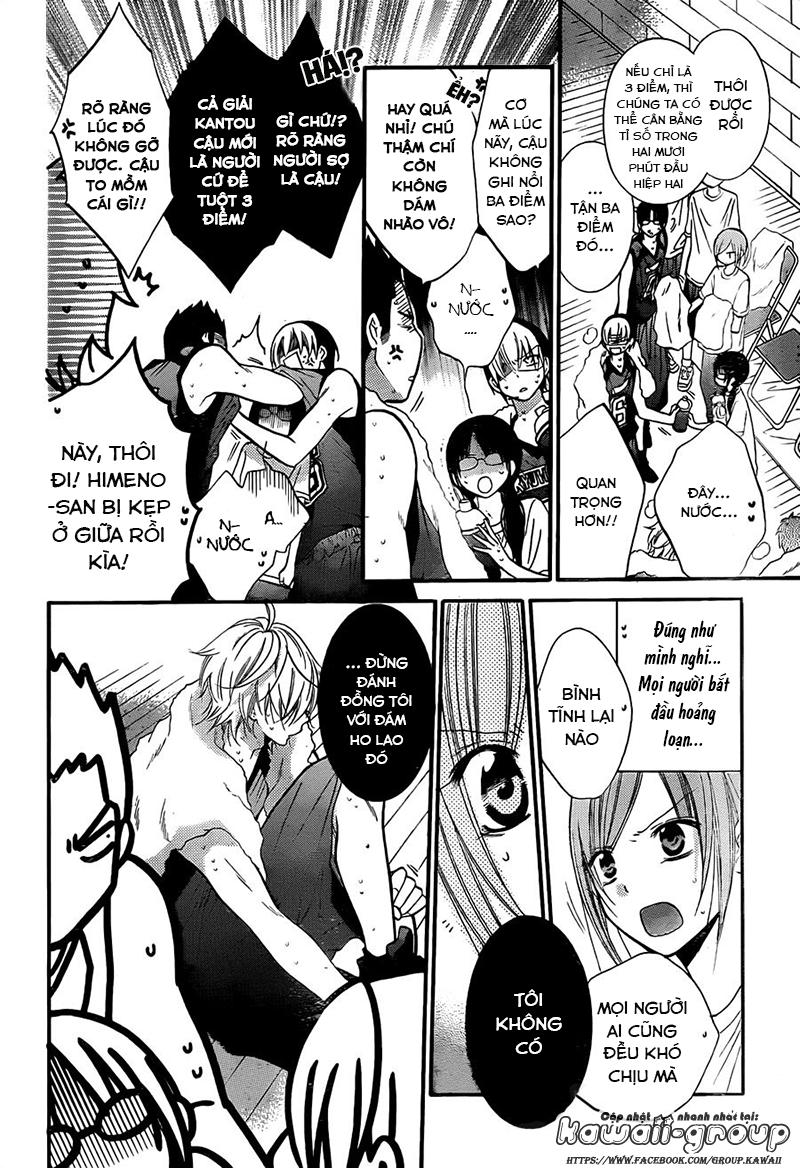 THÔI
ĐƯỢC
RỒI
NẾU CHỈ LÀ
3 ĐIỂM, THÌ
CHÚNG TA CÓ
THỂ CÂN BẰNG
TỈ SỐ TRONG
HAI MƯƠI
PHÚT ĐẦU
HIỆP HAI
...
TẬN BA
ĐIỂM
ĐÓ...
ĐÂY...
NƯỚC...
QUAN
TRỌNG
HƠN!!
CƠ
MÀ LÚC
NÃY, CẬU
KHÔNG
GHI NỔI
BA ĐIỂM
SAO?
ỂH?
HAY QUÁ
NHỈ! CHÚ
THẬM CHÍ
CÒN
KHÔNG
DÁM
NHÀO VÔ!
N-
NƯỚC
....
HÁ!?
GÌ CHỨ!?
RÕ RÀNG
NGƯỜI SỢ
LÀ CẬU!
CẢ GIẢI
KANTOU
CẬU MỚI
LÀ NGƯỜI
CỨ ĐỂ
TUỘT 3
ĐIỂM!
RÕ RÀNG
LÚC ĐÓ
KHÔNG GỠ
ĐƯỢC. CẬU
TO MỒM
CÁI GÌ!!
A...
N-
NƯỚC
NÀY, THÔI
ĐI! HIMENO
-SAN BỊ KẸP
Ở GIỮA RỒI
KÌA!
Đúng như
mình nghĩ...
Mọi người bắt
đầu hoảng
loạn...
BÌNH
TĨNH LẠI
NÀO
MỌI NGƯỜI
AI CŨNG
ĐỀU KHÓ
CHỊU MÀ
TÔI
KHÔNG
CÓ
... ĐỪNG
ĐÁNH
ĐỒNG TÔI
VỚI ĐÁM
HO LAO
ĐÓ
Cập nhật nhanh nhất tại:
kawaii-group
HTTPS://WWW.FACEBOOK.COM/GROUP.KAWAII